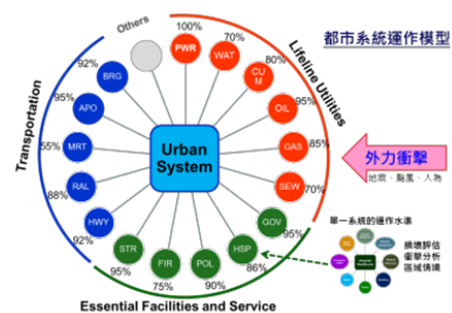 都市系統運作模型
Others
Transportation
Lifeline Utilities
Essential Facilities and Service
Urban
System
100%
PWR
70%
WAT
80%
CU
M
95%
OIL
85%
GAS
70%
SEW
95%
GOV
86%
HSP
90%
POL
75%
FIR
95%
STR
92%
HWY
88%
RAL
55%
MRT
95%
APO
92%
BRG
外力衝擊
地震、颱風、人為
單一系統的運作水準
損壞評估
衝擊分析
區域情境